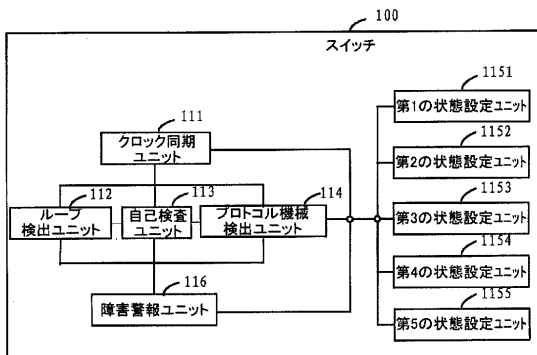 100
スイッチ
111
クロック同期
ユニット
112
ループ
検出ユニット
113
自己検査
ユニット
114
プロトコル機械
検出ユニット
116
障害警報ユニット
1151
第1の状態設定ユニット
1152
第2の状態設定ユニット
1153
第3の状態設定ユニット
1154
第4の状態設定ユニット
1155
第5の状態設定ユニット